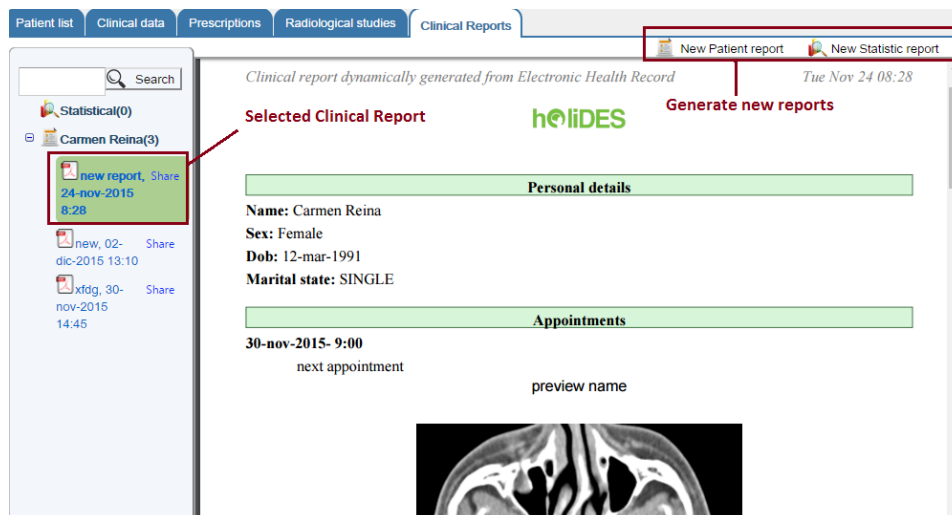 Patient list Clinical data Prescriptions Radiological studies Clinical Reports
New Patient report New Statistic report
Search
Statistical(0)
Carmen Reina(3)
new report, Share
24-nov-2015
8:28
new, 02- Share
dic-2015 13:10
xfdg, 30- Share
nov-2015
14:45
Selected Clinical Report
Generate new reports
Clinical report dynamically generated from Electronic Health Record Tue Nov 24 08:28
holiDES
Personal details
Name: Carmen Reina
Sex: Female
Dob: 12-mar-1991
Marital state: SINGLE
Appointments
30-nov-2015- 9:00
next appointment
preview name